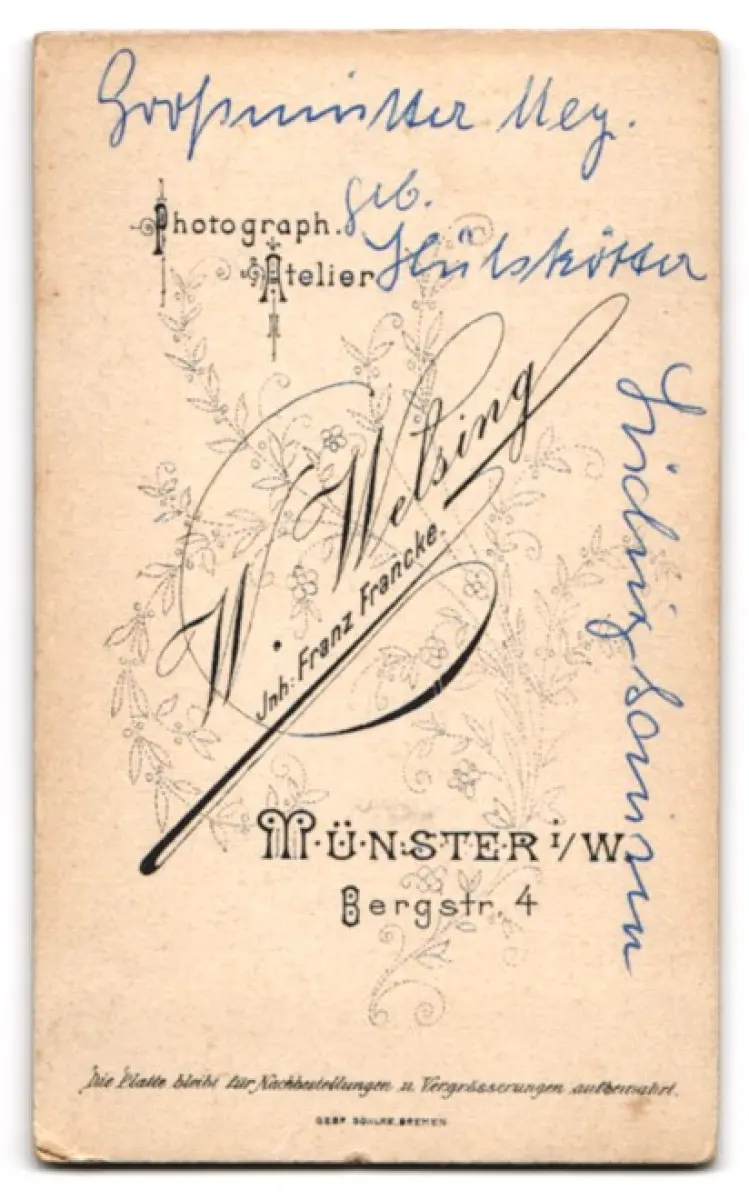 Großmutter Mey.
geb.
Hülskötter
Photograph.
Atelier
W. Welsing
Jnh: Franz Francke.
MÜNSTER i/W.
Bergstr. 4
Die Platte bleibt für Nachbestellungen u. Vergrösserungen aufbewahrt.